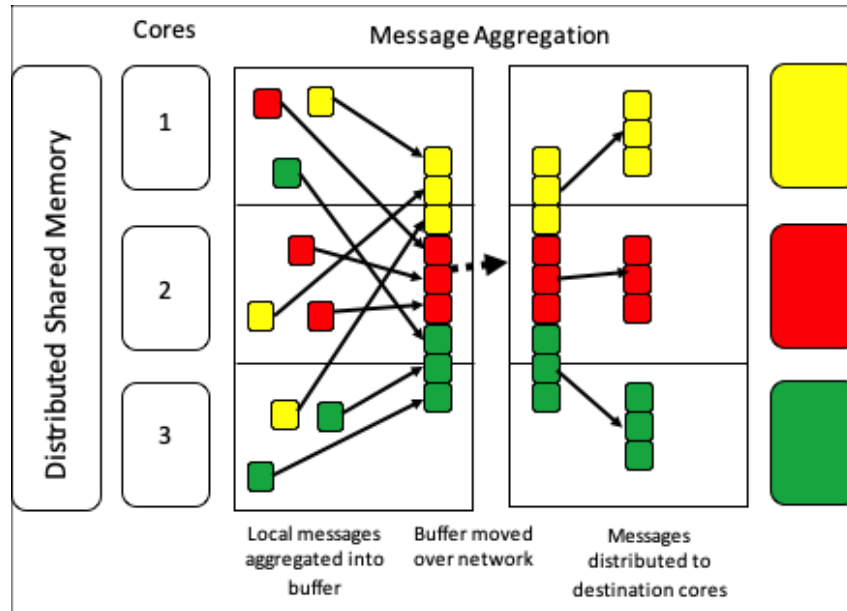 Cores
Message Aggregation
Distributed Shared Memory
1
2
3
Local messages
aggregated into
buffer
Buffer moved
over network
Messages
distributed to
destination cores